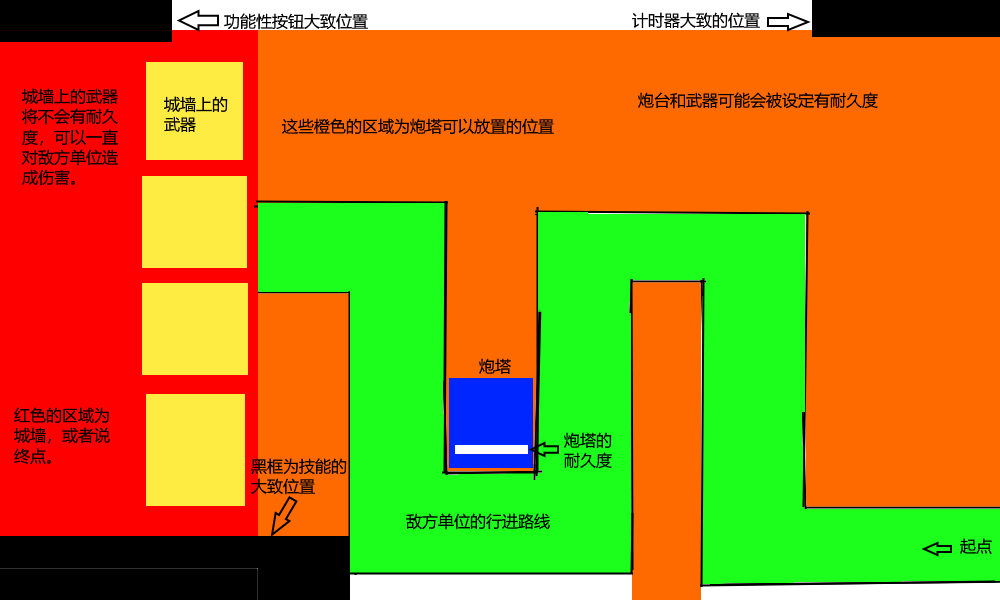 功能性按钮大致位置
计时器大致的位置
城墙上的武器
将不会有耐久
度，可以一直
对敌方单位造
成伤害。
城墙上的
武器
这些橙色的区域为炮塔可以放置的位置
炮台和武器可能会被设定有耐久度
炮塔
炮塔的
耐久度
红色的区域为
城墙，或者说
终点。
黑框为技能的
大致位置
敌方单位的行进路线
起点